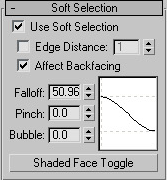 - Soft Selection
Use Soft Selection
Edge Distance: 1
Affect Backfacing
Falloff: 50.96
Pinch: 0.0
Bubble: 0.0
Shaded Face Toggle